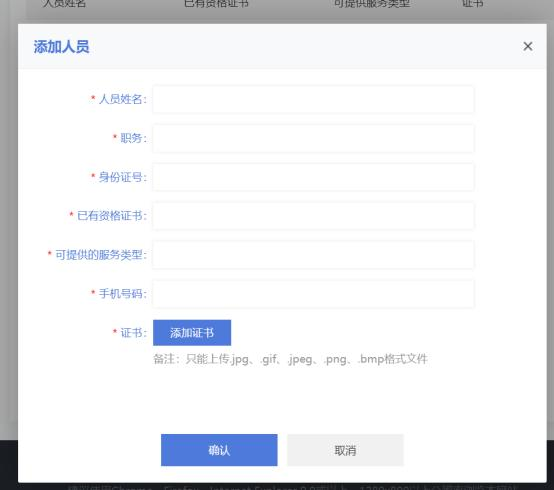 人员姓名 已有资格证书 可提供服务类型 证书
添加人员 ×
* 人员姓名:
* 职务:
* 身份证号:
* 已有资格证书:
* 可提供的服务类型:
* 手机号码:
* 证书: 添加证书
备注：只能上传.jpg、.gif、.jpeg、.png、.bmp格式文件
确认 取消